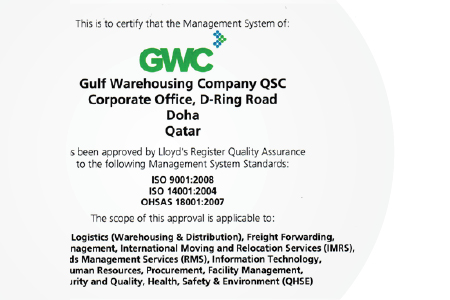 This is to certify that the Management System of:
GWC
Gulf Warehousing Company QSC
Corporate Office, D-Ring Road
Doha
Qatar
s been approved by Lloyd's Register Quality Assurance
to the following Management System Standards:
ISO 9001:2008
ISO 14001:2004
OHSAS 18001:2007
The scope of this approval is applicable to:
Logistics (Warehousing & Distribution), Freight Forwarding,
nagement, International Moving and Relocation Services (IMRS),
ds Management Services (RMS), Information Technology,
uman Resources, Procurement, Facility Management,
urity and Quality, Health, Safety & Environment (QHSE)